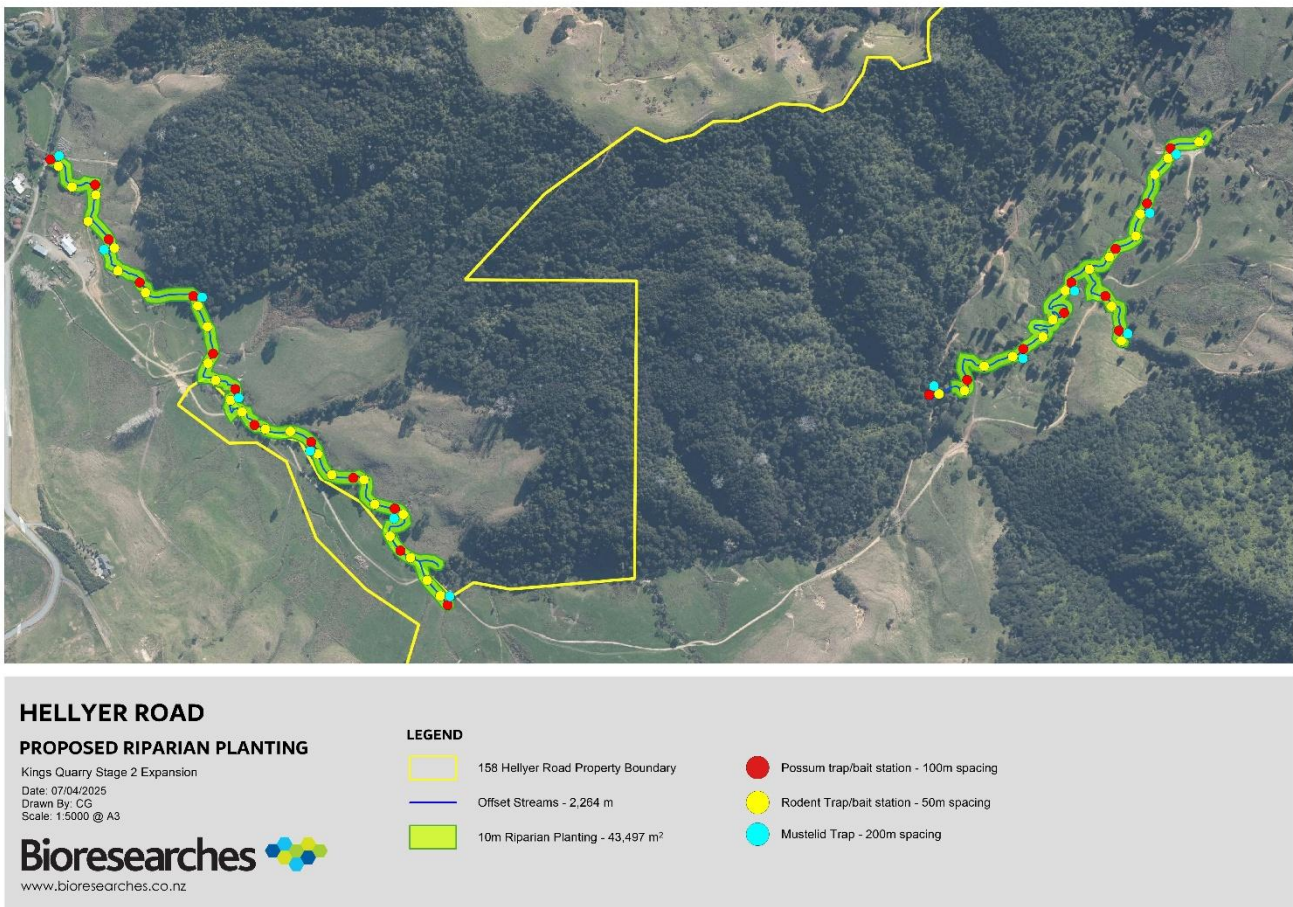 HELLYER ROAD
PROPOSED RIPARIAN PLANTING
Kings Quarry Stage 2 Expansion
Date: 07/04/2025
Drawn By: CG
Scale: 1:5000 @ A3
Bioresearches
www.bioresearches.co.nz
LEGEND
158 Hellyer Road Property Boundary
Offset Streams - 2,264 m
10m Riparian Planting - 43,497 m²
Possum trap/bait station - 100m spacing
Rodent Trap/bait station - 50m spacing
Mustelid Trap - 200m spacing